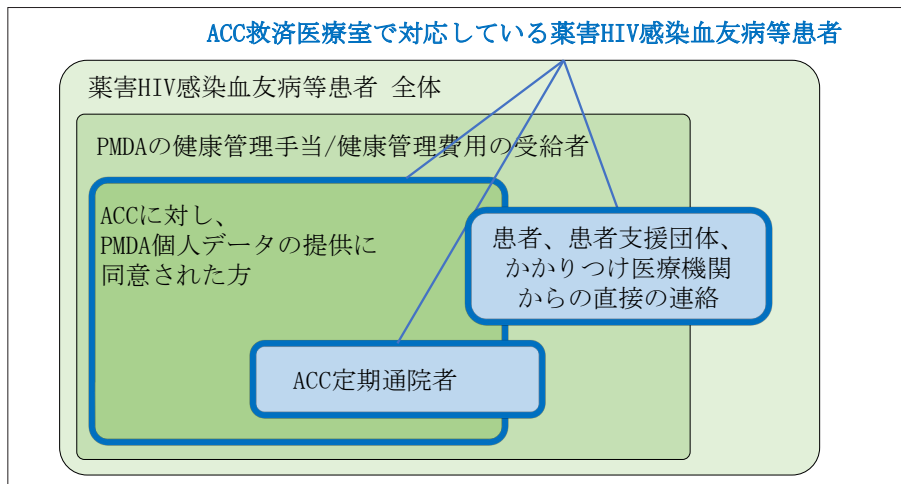 ACC救済医療室で対応している薬害HIV感染血友病等患者
薬害HIV感染血友病等患者 全体
PMDAの健康管理手当/健康管理費用の受給者
ACCに対し、
PMDA個人データの提供に
同意された方
患者、患者支援団体、
かかりつけ医療機関
からの直接の連絡
ACC定期通院者